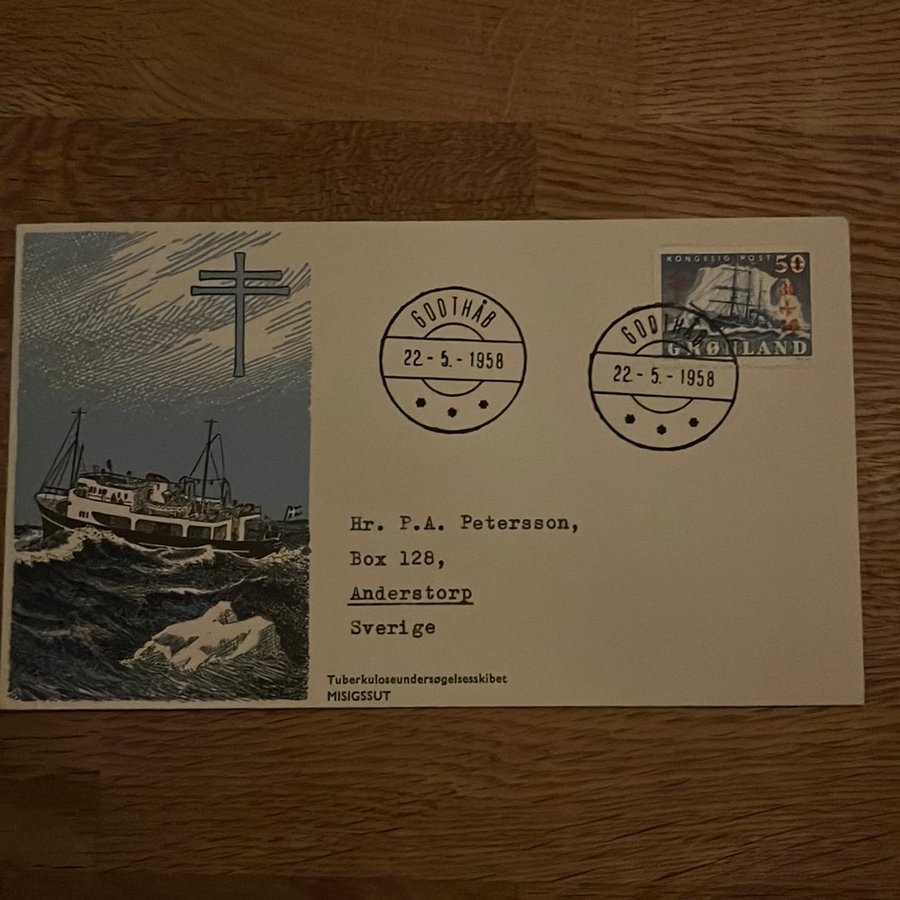 KONGELIG POST 50
GRØNLAND
GODTHÅB
22.-5.-1958
GODTHÅB
22.-5.-1958
Hr. P.A. Petersson,
Box 128,
Anderstorp
Sverige
Tuberkuloseundersøgelsesskibet
MISIGSSUT